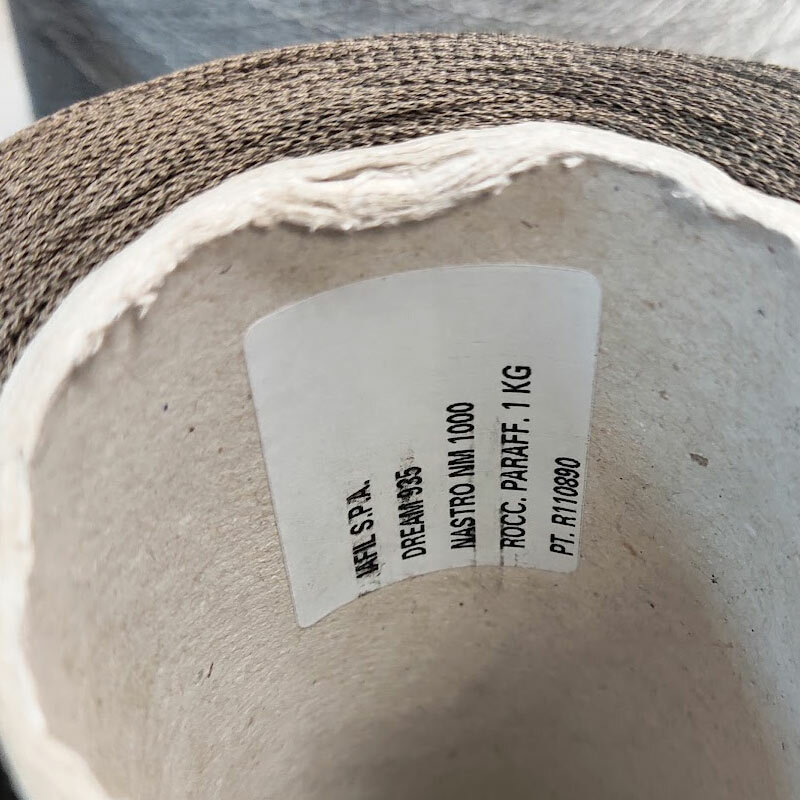 IAFIL S.P.A.
DREAM 935
NASTRO NM 1000
ROCC. PARAFF. 1 KG
PT. R110890